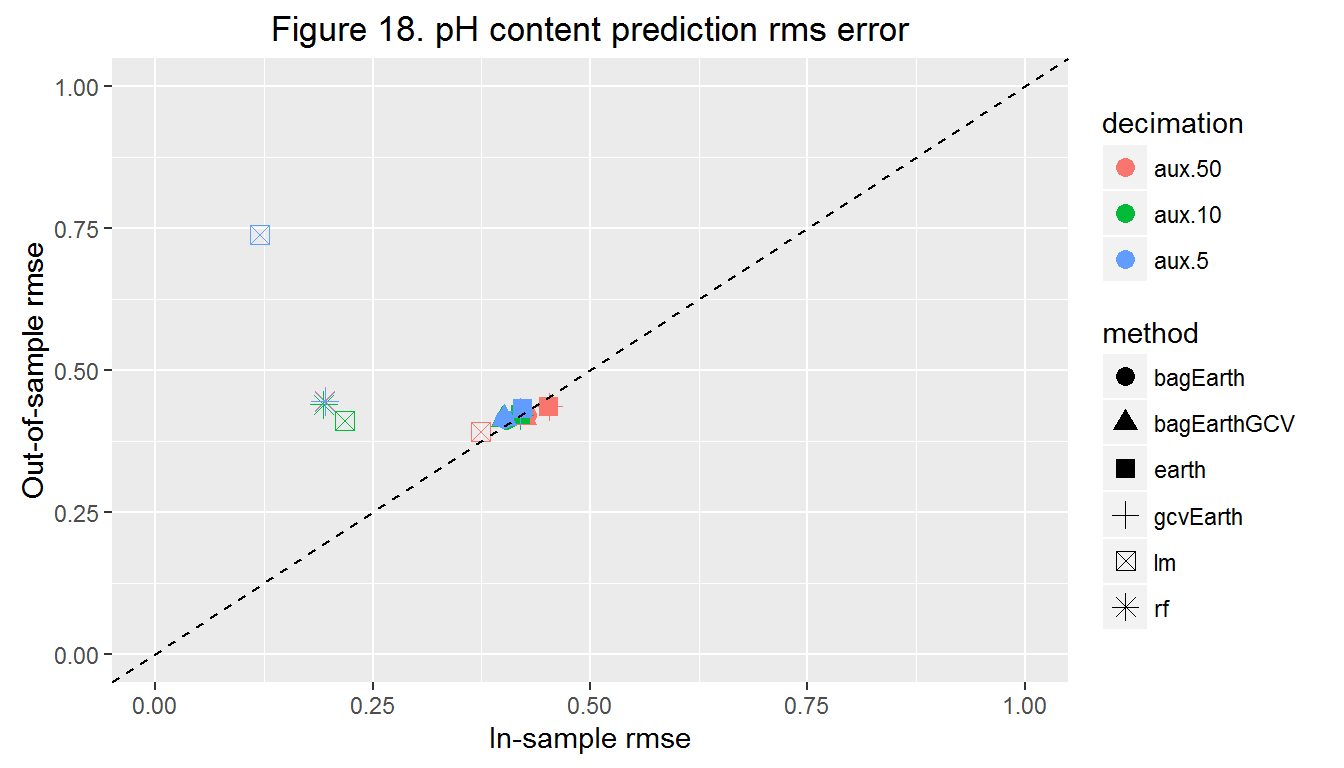 Figure 18. pH content prediction rms error
1.00
0.75
0.50
0.25
0.00
Out-of-sample rmse
0.00 0.25 0.50 0.75 1.00
In-sample rmse
decimation
aux.50
aux.10
aux.5
method
bagEarth
bagEarthGCV
earth
gcvEarth
lm
rf